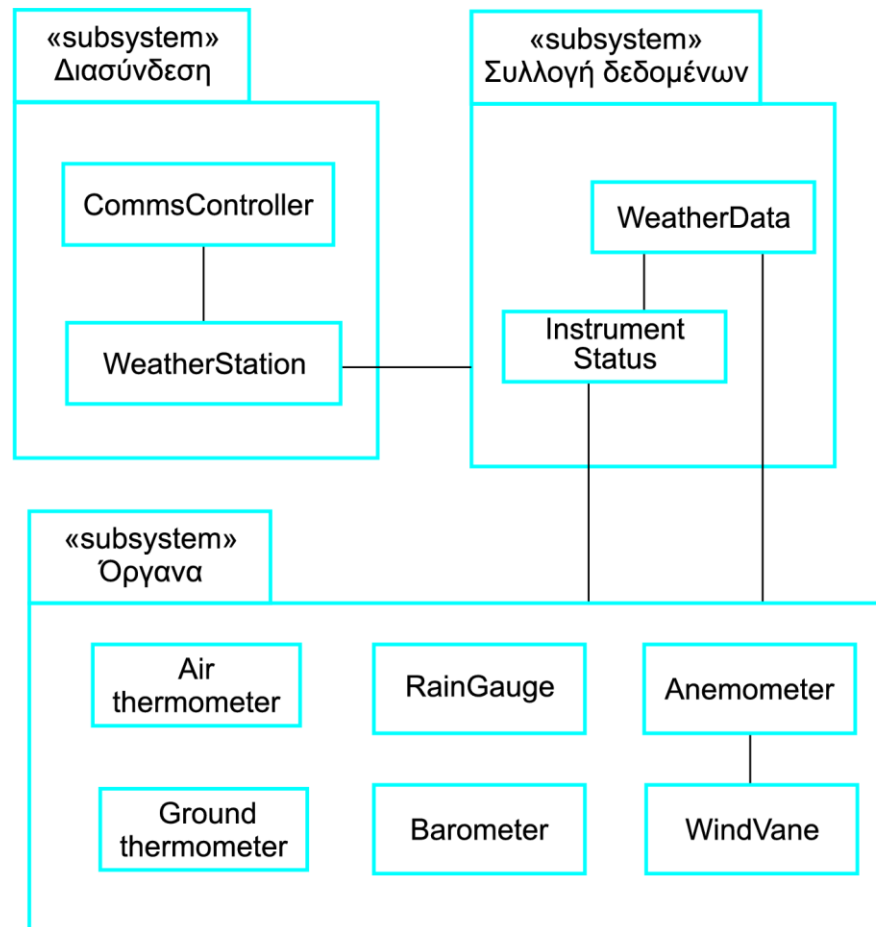 «subsystem»
Διασύνδεση
CommsController
WeatherStation
«subsystem»
Συλλογή δεδομένων
WeatherData
Instrument
Status
«subsystem»
Όργανα
Air
thermometer
RainGauge
Anemometer
Ground
thermometer
Barometer
WindVane